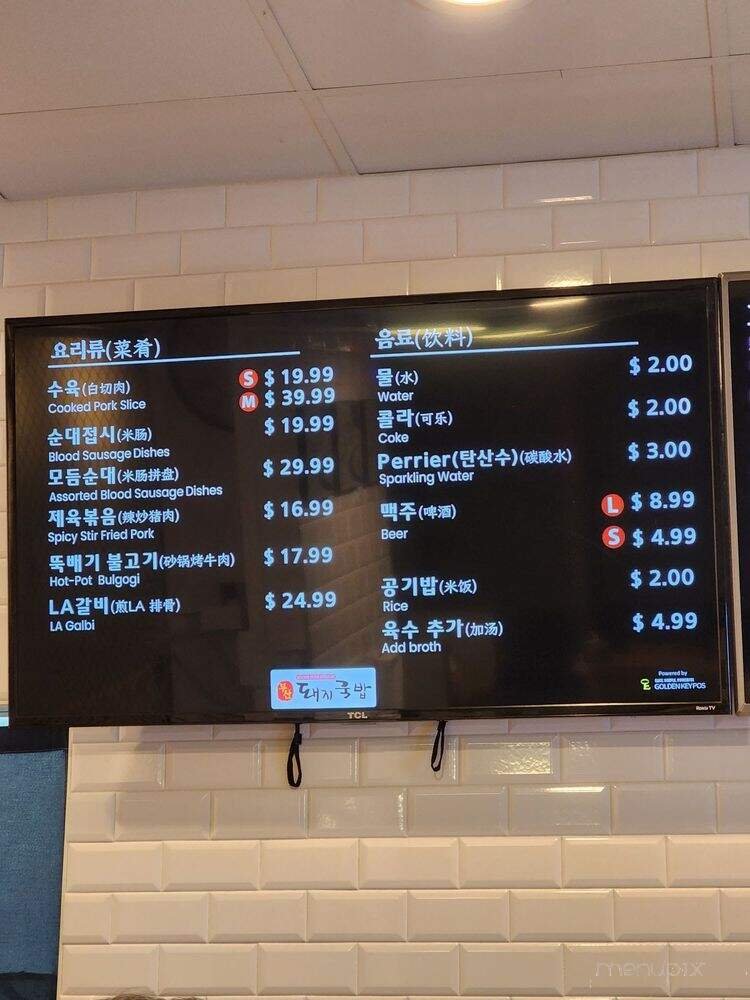 요리류(菜肴)
수육(白切肉) S $ 19.99
Cooked Pork Slice M $ 39.99
순대접시(米肠) $ 19.99
Blood Sausage Dishes
모듬순대(米肠拼盘) $ 29.99
Assorted Blood Sausage Dishes
제육볶음(辣炒猪肉) $ 16.99
Spicy Stir Fried Pork
뚝배기 불고기(砂锅烤牛肉) $ 17.99
Hot-Pot Bulgogi
LA갈비(煎LA 排骨) $ 24.99
LA Galbi
음료(饮料)
물(水) $ 2.00
Water
콜라(可乐) $ 2.00
Coke
Perrier(탄산수)(碳酸水) $ 3.00
Sparkling Water
맥주(啤酒) L $ 8.99
Beer S $ 4.99
공기밥(米饭) $ 2.00
Rice
육수 추가(加汤) $ 4.99
Add broth
부산 돼지국밥
Powered by
GOLDENKEYPOS
TCL
Roku TV
menupix